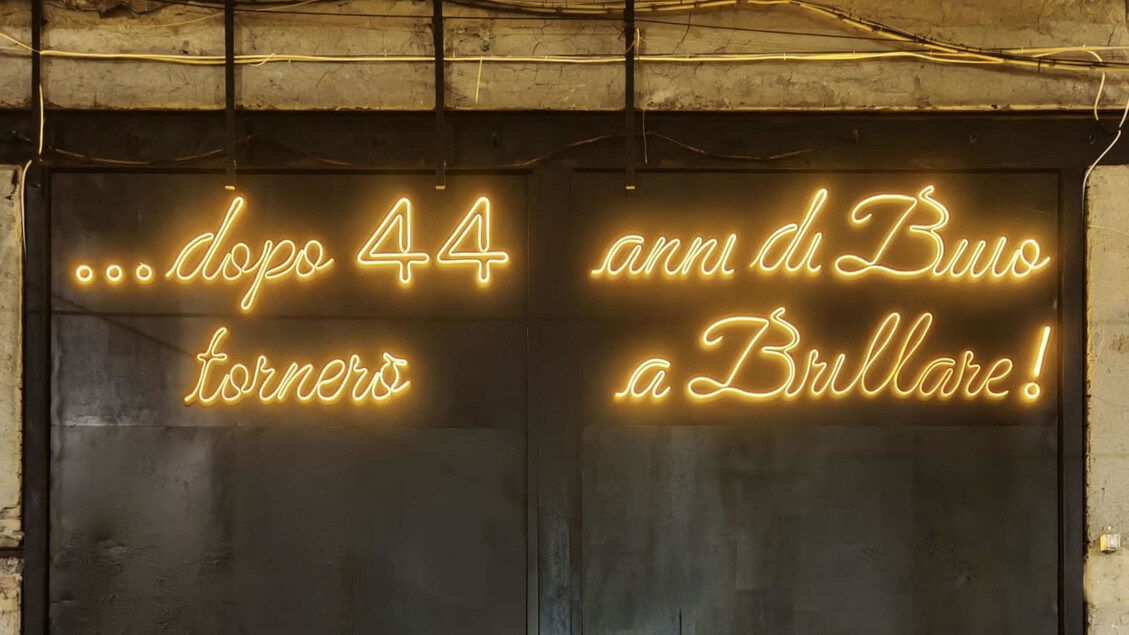 ...dopo 44 anni di Buio
tornerò a Brillare!